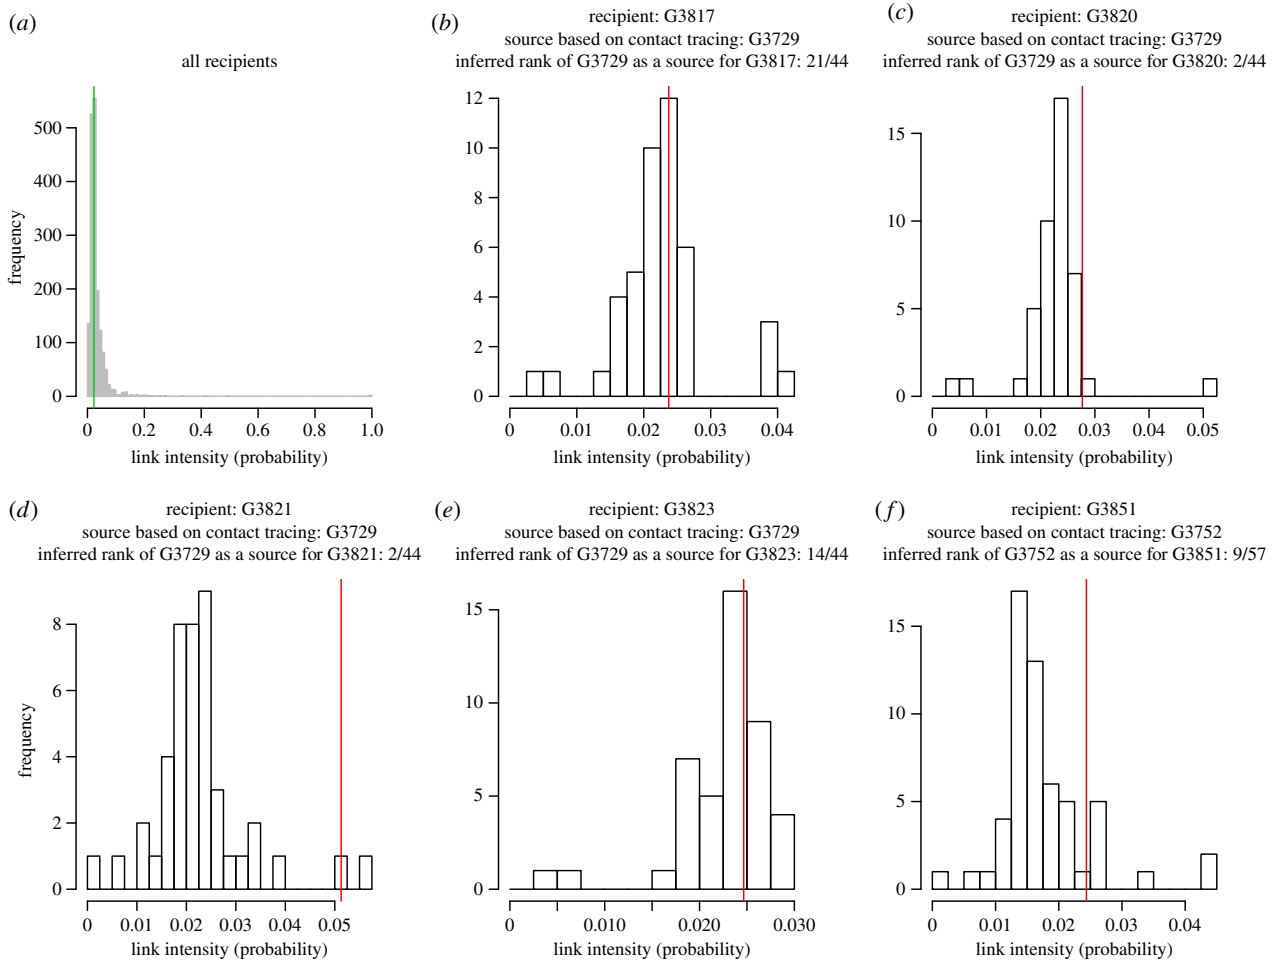 (a)
all recipients
500
400
300
200
100
0
frequency
0 0.2 0.4 0.6 0.8 1.0
link intensity (probability)
(b)
recipient: G3817
source based on contact tracing: G3729
inferred rank of G3729 as a source for G3817: 21/44
12
10
8
6
4
2
0
0 0.01 0.02 0.03 0.04
link intensity (probability)
(c)
recipient: G3820
source based on contact tracing: G3729
inferred rank of G3729 as a source for G3820: 2/44
15
10
5
0
0 0.01 0.02 0.03 0.04 0.05
link intensity (probability)
(d)
recipient: G3821
source based on contact tracing: G3729
inferred rank of G3729 as a source for G3821: 2/44
8
6
4
2
0
frequency
0 0.01 0.02 0.03 0.04 0.05
link intensity (probability)
(e)
recipient: G3823
source based on contact tracing: G3729
inferred rank of G3729 as a source for G3823: 14/44
15
10
5
0
0 0.010 0.020 0.030
link intensity (probability)
(f)
recipient: G3851
source based on contact tracing: G3752
inferred rank of G3752 as a source for G3851: 9/57
15
10
5
0
0 0.01 0.02 0.03 0.04
link intensity (probability)